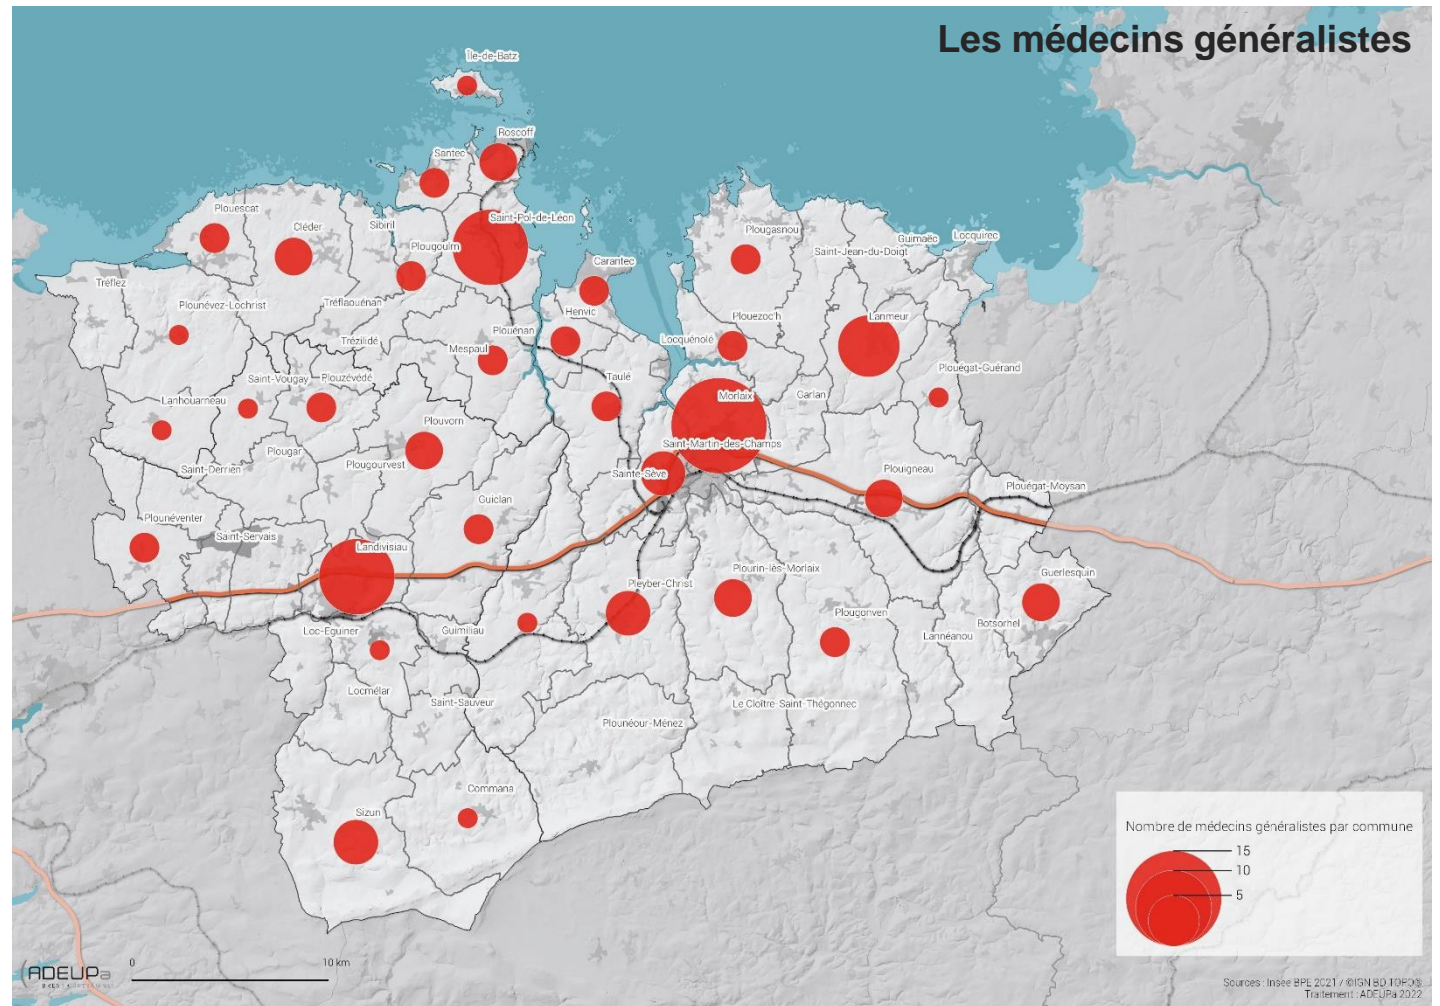 Les médecins généralistes
Île-de-Batz
Roscoff
Santec
Plouescat
Cléder
Sibiril
Saint-Pol-de-Léon
Plougoulm
Plougasnou
Guimaëc
Locquirec
Saint-Jean-du-Doigt
Carantec
Tréflez
Plounévez-Lochrist
Tréflaouénan
Henvic
Plouezoc'h
Lanmeur
Trézilidé
Plouénan
Mespaul
Locquénolé
Saint-Vougay
Plouzévédé
Taulé
Plouégat-Guérand
Lanhouarneau
Morlaix
Garlan
Saint-Martin-des-Champs
Plougar
Plouvorn
Saint-Derrien
Plougourvest
Sainte-Sève
Plouigneau
Plouégat-Moysan
Guiclan
Plounéventer
Saint-Servais
Landivisiau
Plourin-lès-Morlaix
Guerlesquin
Pleyber-Christ
Plougonven
Botsorhel
Loc-Eguiner
Guimiliau
Lannéanou
Locmélar
Saint-Sauveur
Le Cloître-Saint-Thégonnec
Plounéour-Ménez
Commana
Sizun
Nombre de médecins généralistes par commune
15
10
5
0
10 km
ADEUPa
Sources : Insee BPE 2021 / ©IGN BD TOPO®
Traitement : ADEUPa 2022